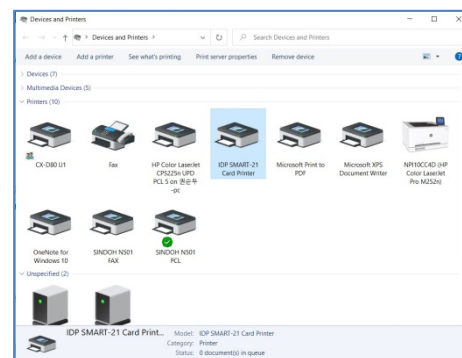 Devices and Printers
Devices and Printers
Search Devices and Printers
Add a device Add a printer See what's printing Print server properties Remove device
Devices (7)
Multimedia Devices (5)
Printers (10)
CX-D80 U1
Fax
HP Color LaserJet
CP5225n UPD
PCL 5 on 권순두
-pc
IDP SMART-21
Card Printer
Microsoft Print to
PDF
Microsoft XPS
Document Writer
NPI10CC4D (HP
Color LaserJet
Pro M252n)
OneNote for
Windows 10
SINDOH N501
FAX
SINDOH N501
PCL
Unspecified (2)
IDP SMART-21 Card Print... Model: IDP SMART-21 Card Printer
Category: Printer
Status: 0 document(s) in queue